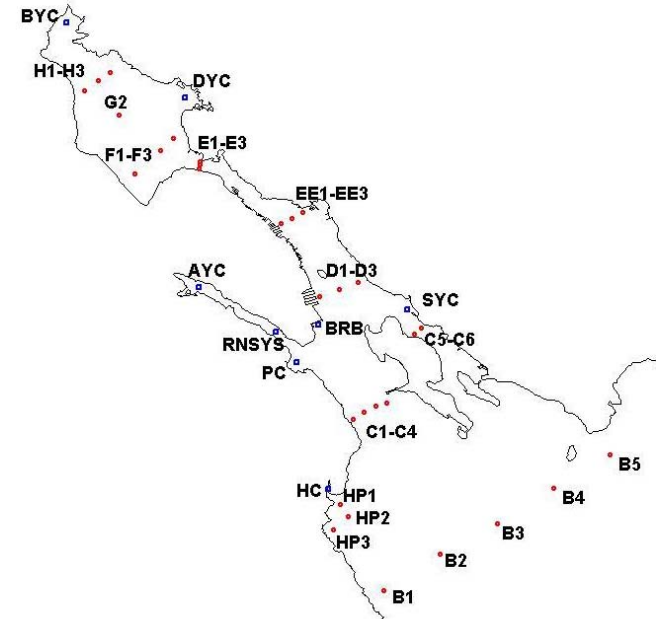 BYC
H1-H3
DYC
G2
E1-E3
F1-F3
EE1-EE3
AYC
D1-D3
SYC
BRB
RNSYS
C5-C6
PC
C1-C4
B5
HC
HP1
B4
HP2
B3
HP3
B2
B1